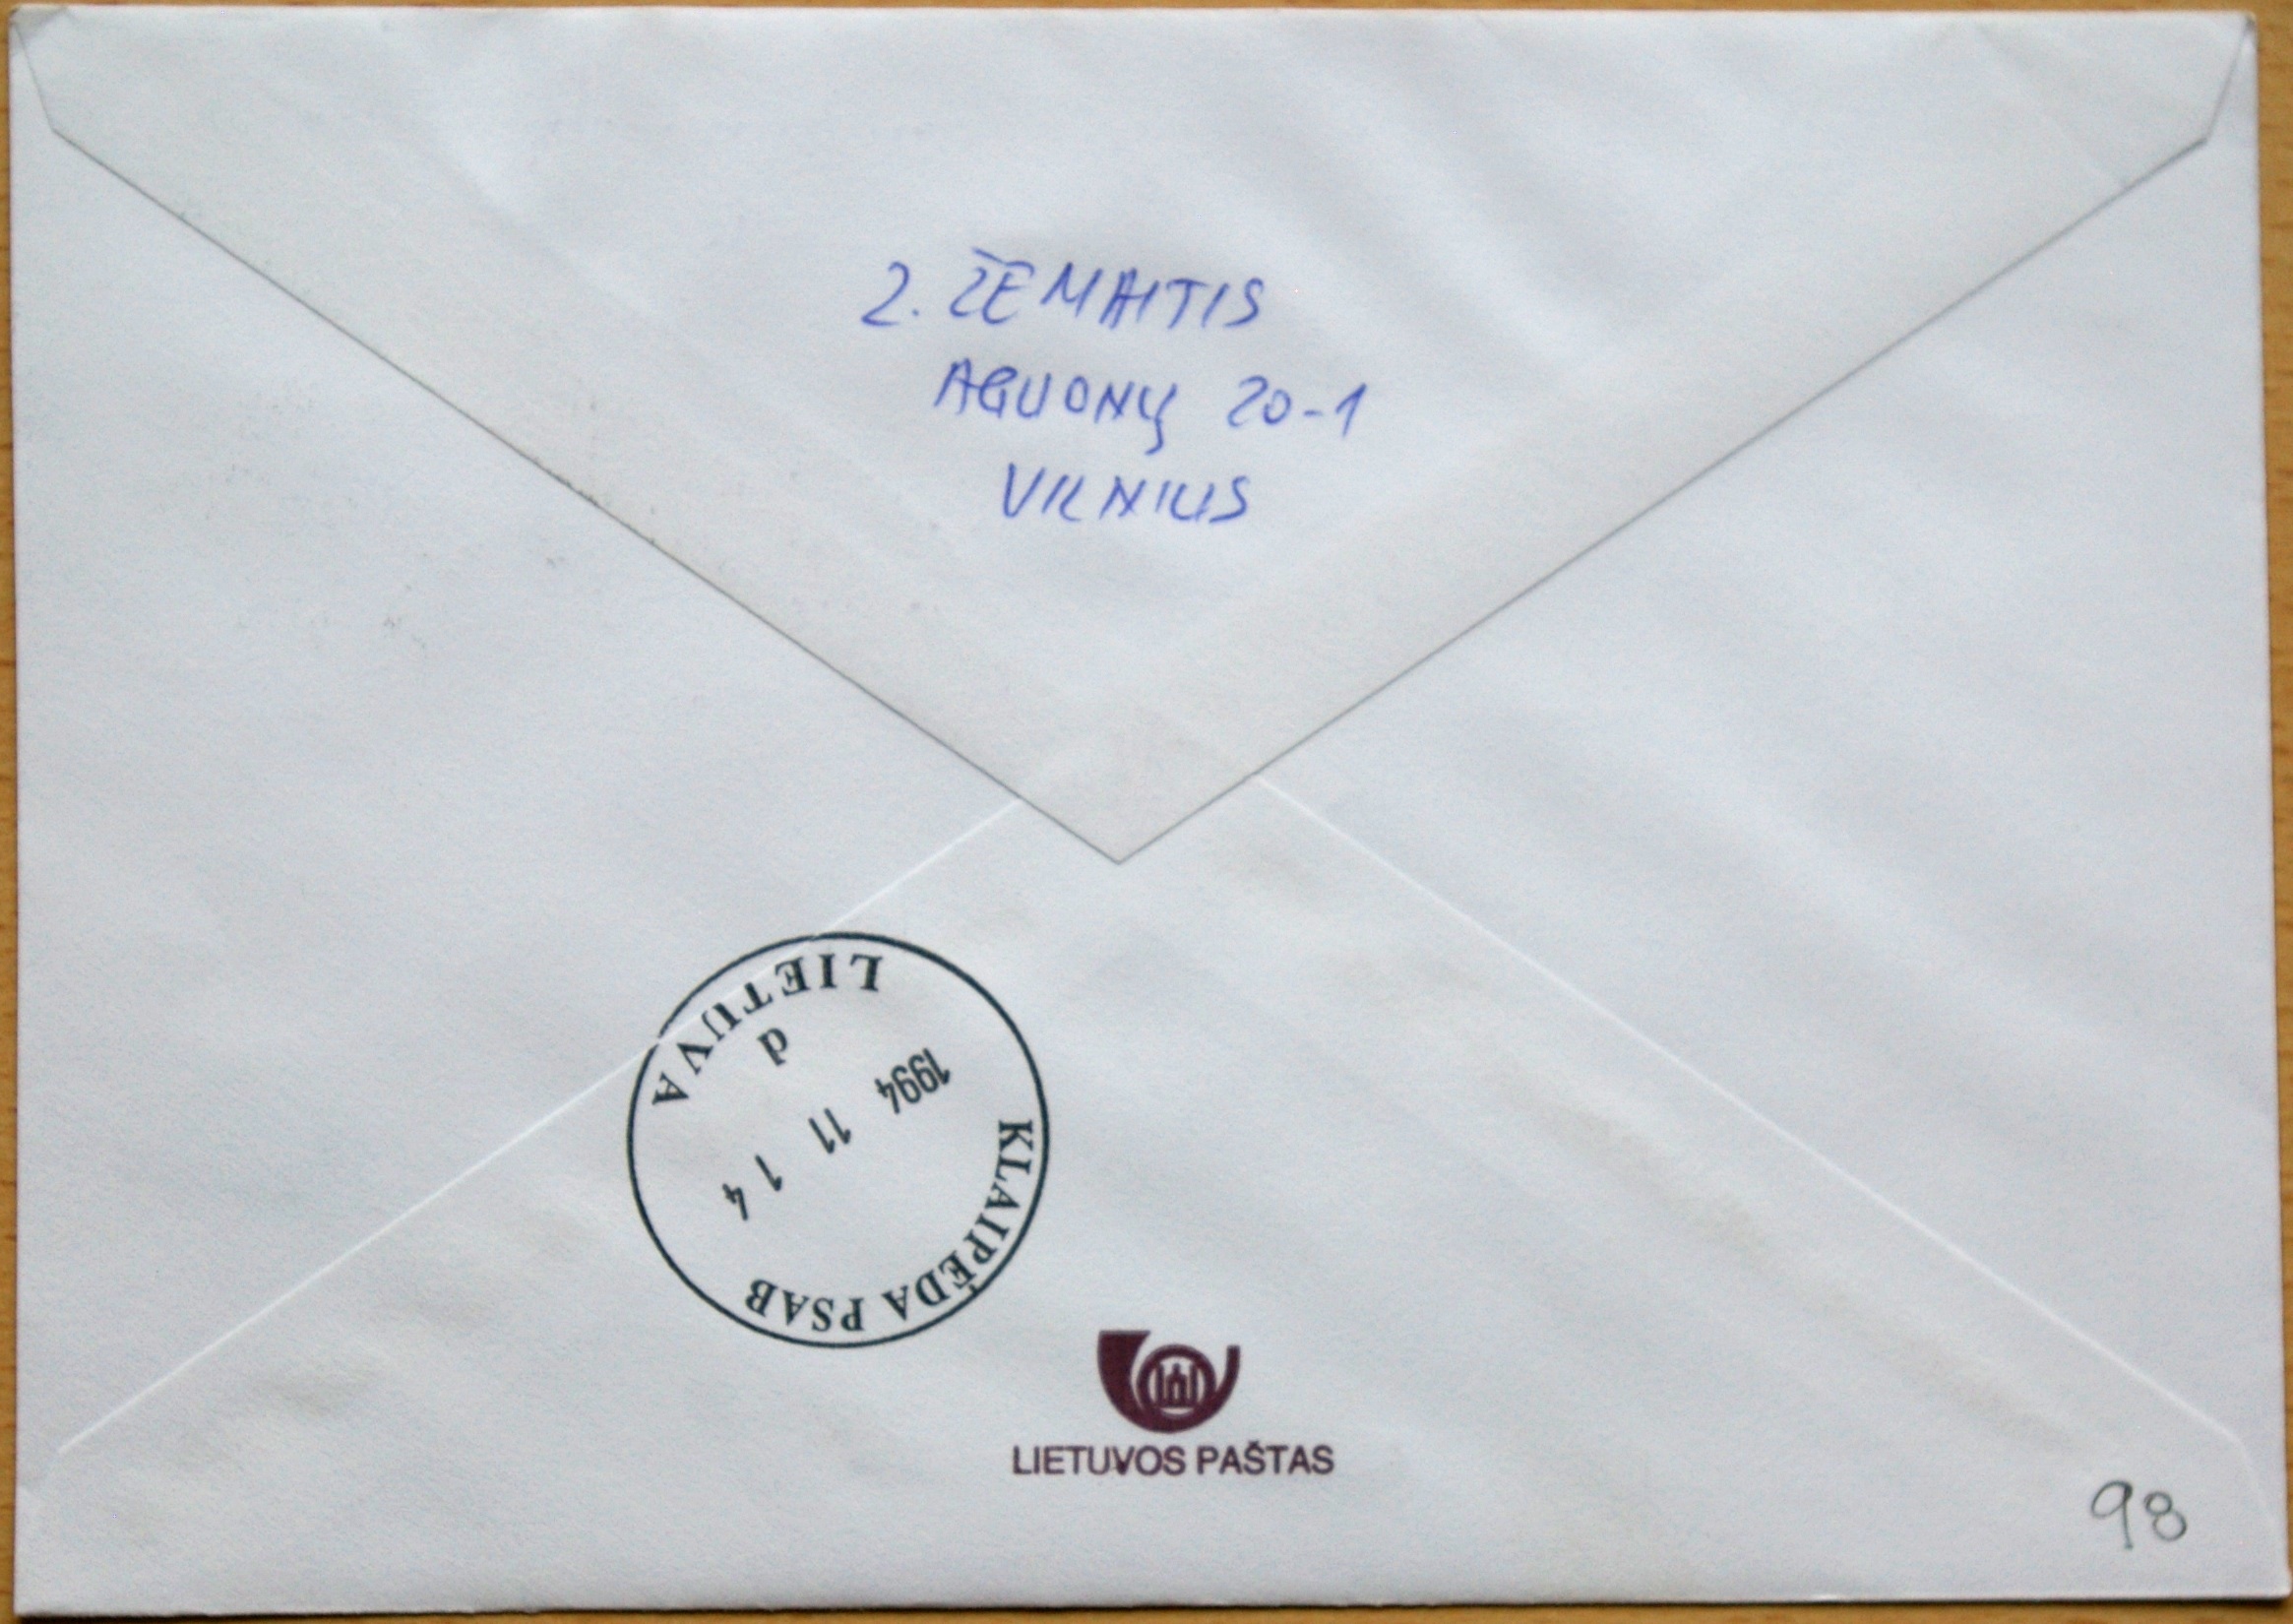 Z. ŽEMAITIS
AGUONŲ 20-1
VILNIUS
LIETUVA
d
1994 11 14
KLAIPĖDA PSAB
LIETUVOS PAŠTAS
98